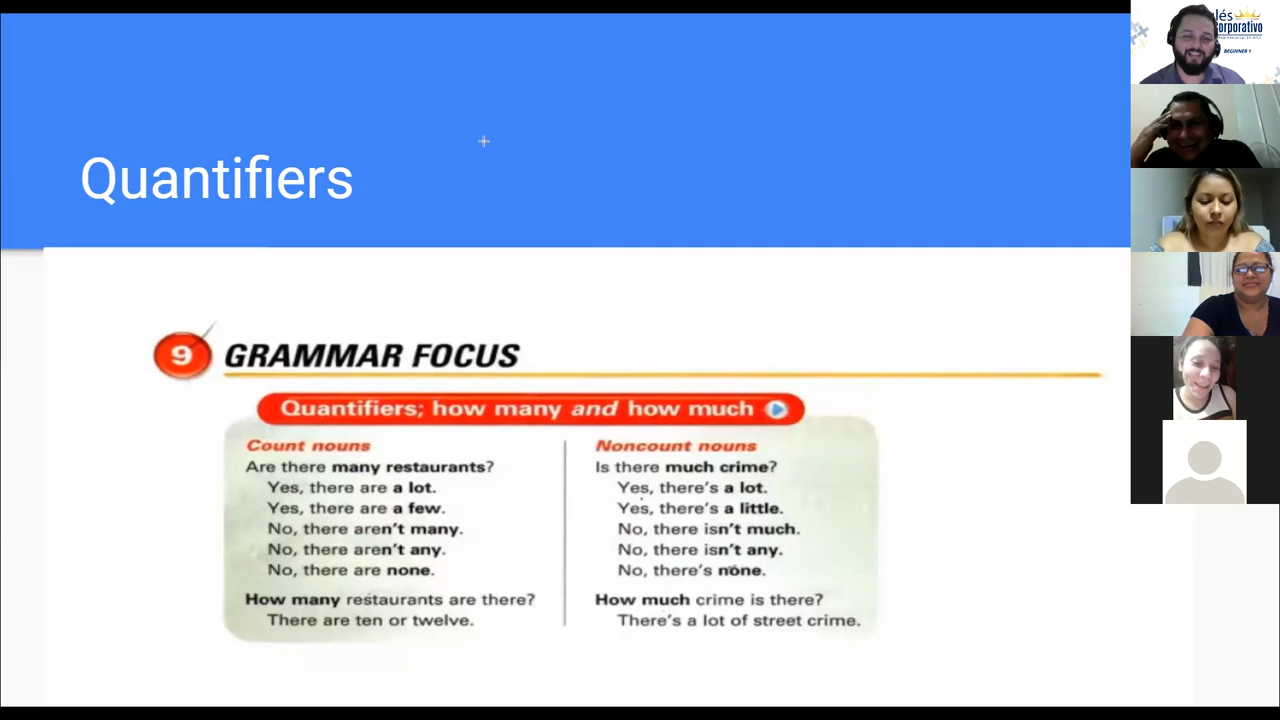 Quantifiers
9 GRAMMAR FOCUS
Quantifiers; how many and how much
Count nouns
Are there many restaurants?
Yes, there are a lot.
Yes, there are a few.
No, there aren't many.
No, there aren't any.
No, there are none.
How many restaurants are there?
There are ten or twelve.
Noncount nouns
Is there much crime?
Yes, there's a lot.
Yes, there's a little.
No, there isn't much.
No, there isn't any.
No, there's none.
How much crime is there?
There's a lot of street crime.
lés
orporativo
BEGINNER 1